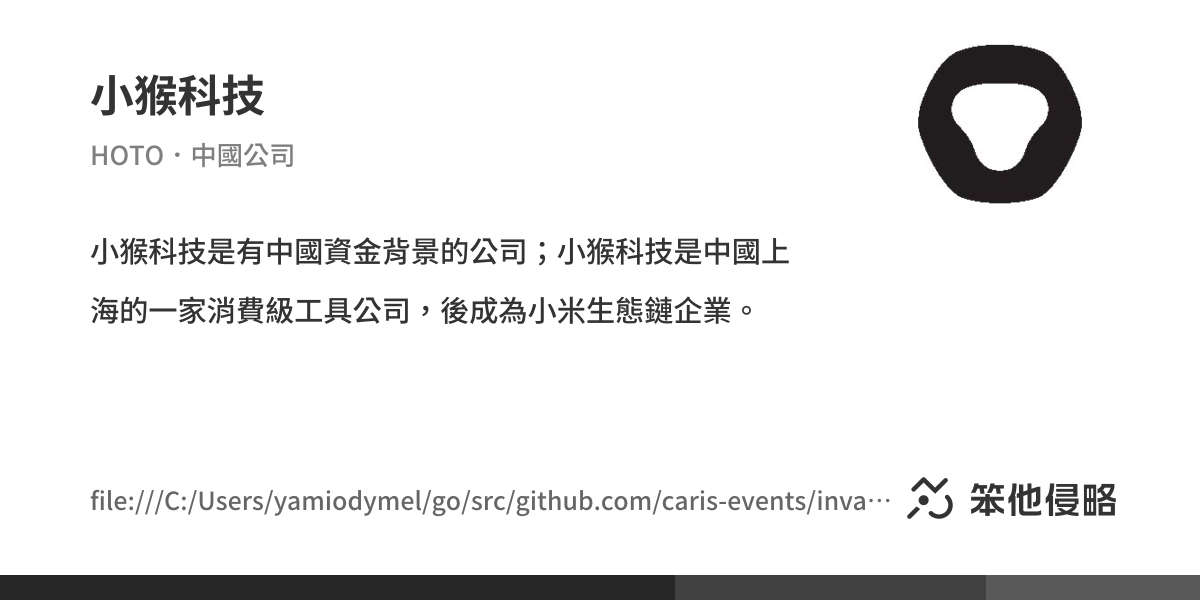 小猴科技
HOTO・中國公司
小猴科技是有中國資金背景的公司；小猴科技是中國上
海的一家消費級工具公司，後成為小米生態鏈企業。
file:///C:/Users/yamiodymel/go/src/github.com/caris-events/inva…
笨他侵略